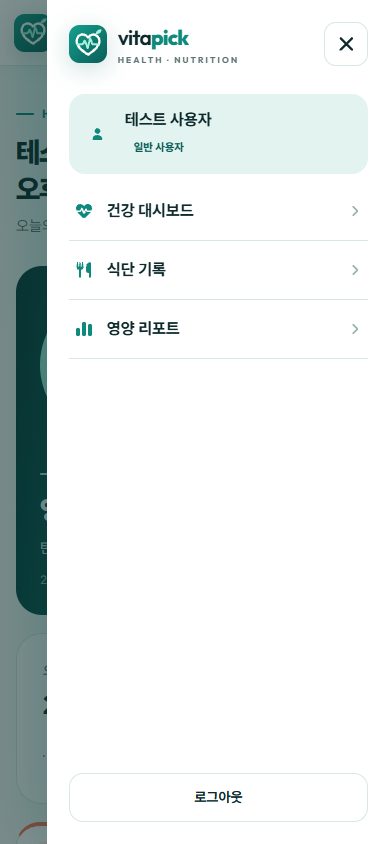 vitapick
HEALTH · NUTRITION
테스트 사용자
일반 사용자
건강 대시보드
식단 기록
영양 리포트
로그아웃